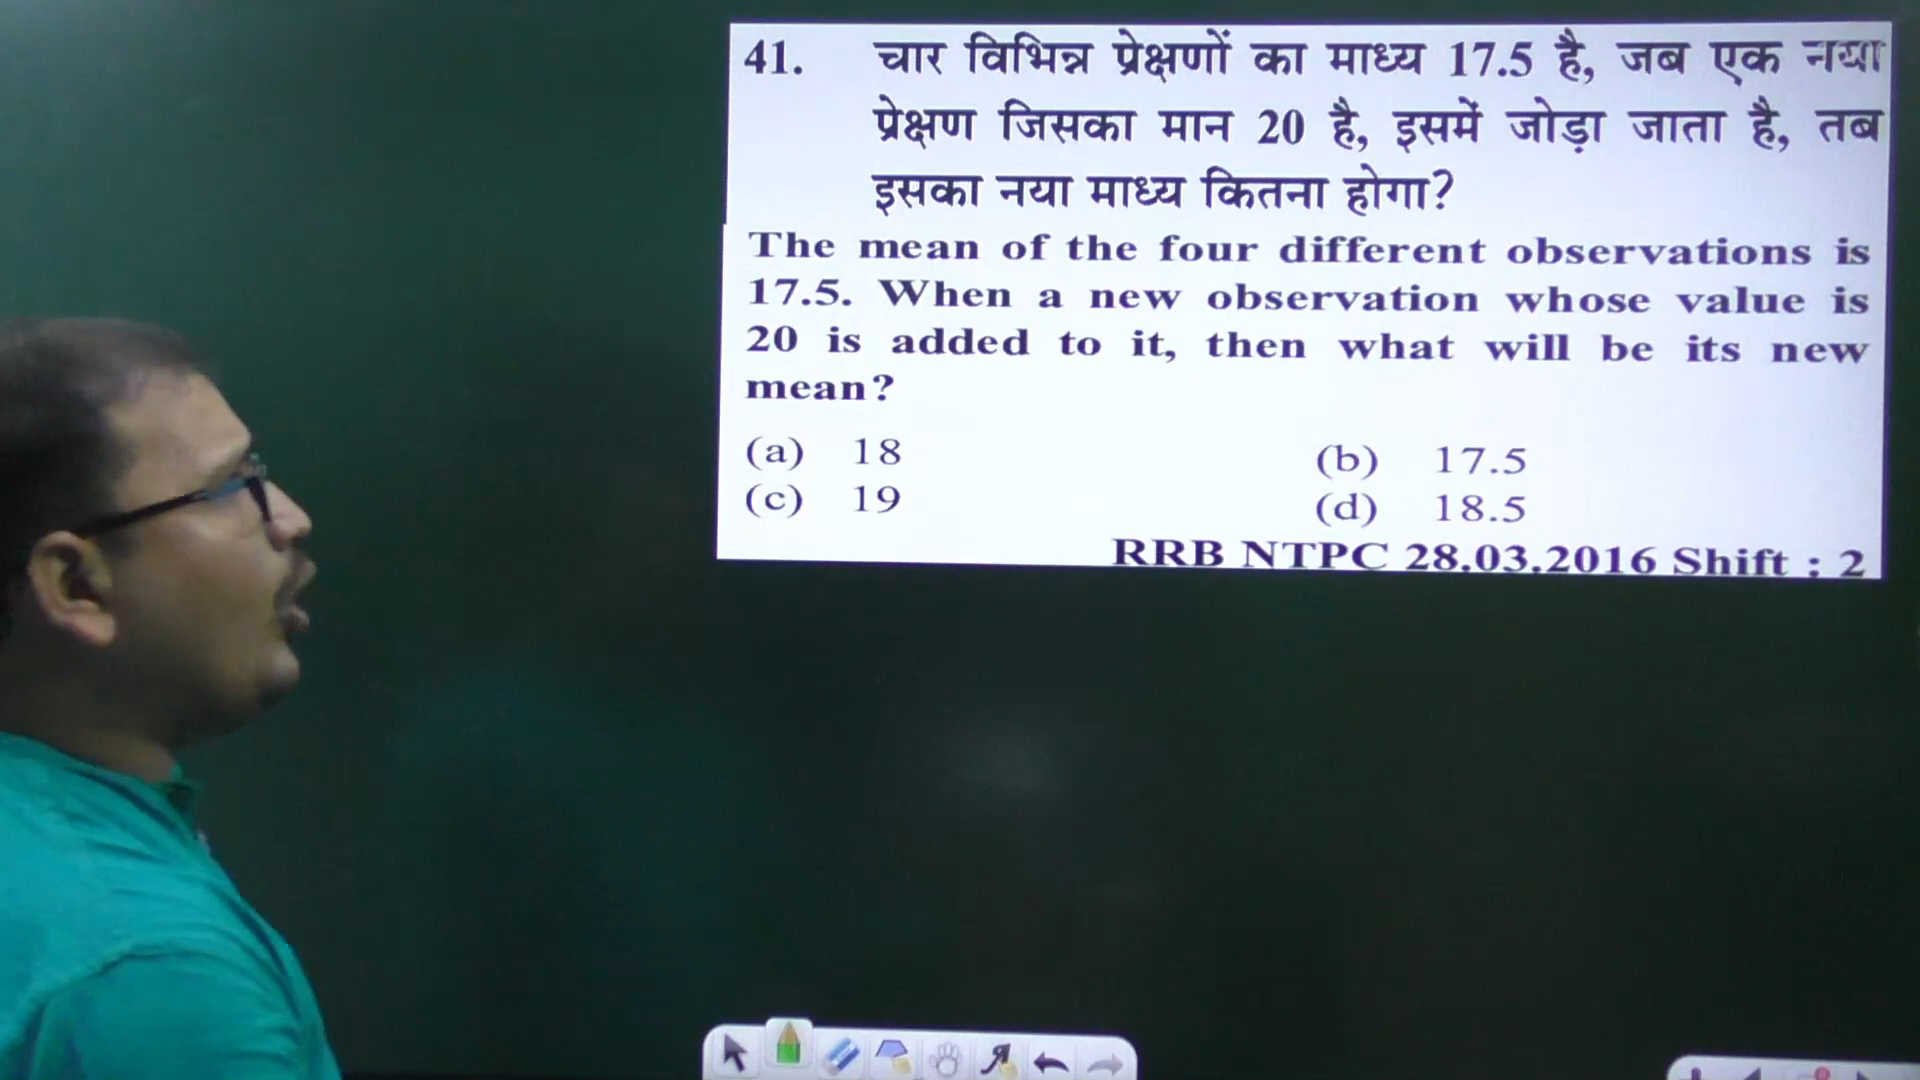 41. चार विभिन्न प्रेक्षणों का माध्य 17.5 है, जब एक नया
प्रेक्षण जिसका मान 20 है, इसमें जोड़ा जाता है, तब
इसका नया माध्य कितना होगा?
The mean of the four different observations is
17.5. When a new observation whose value is
20 is added to it, then what will be its new
mean?
(a) 18 (b) 17.5
(c) 19 (d) 18.5
RRB NTPC 28.03.2016 Shift : 2